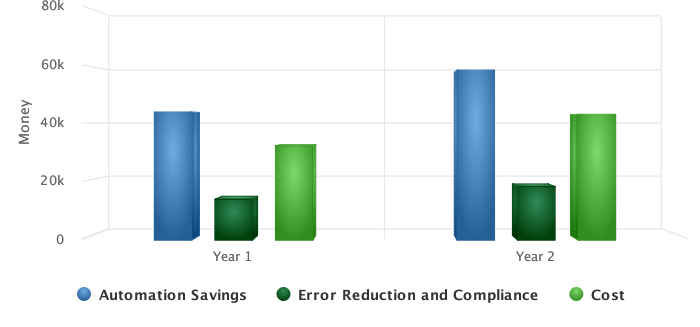 80k
60k
40k
20k
0
Money
Year 1
Year 2
Automation Savings
Error Reduction and Compliance
Cost